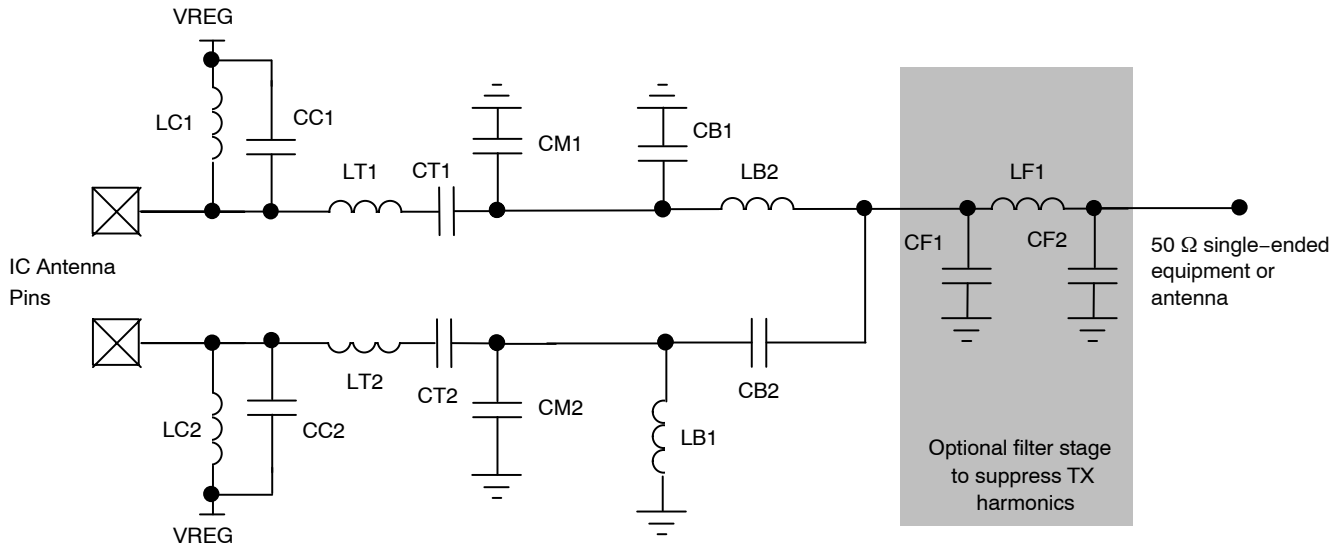 VREG
LC1
CC1
LT1
CT1
CM1
CB1
LB2
LF1
CF1
CF2
50 Ω single−ended
equipment or
antenna
IC Antenna
Pins
LT2
CT2
CB2
LC2
CC2
CM2
LB1
VREG
Optional filter stage
to suppress TX
harmonics